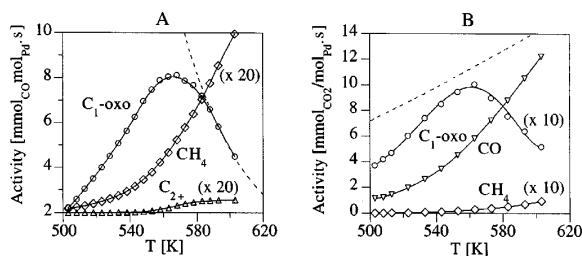 A
Activity [mmol_CO mol_Pd · s]
10
8
6
4
2
C₁-oxo
(x 20)
CH₄
C₂₊ (x 20)
500 540 580 620
T [K]
B
Activity [mmol_CO2/mol_Pd · s]
14
12
10
8
6
4
2
0
C₁-oxo
(x 10)
CO
CH₄ (x 10)
500 540 580 620
T [K]